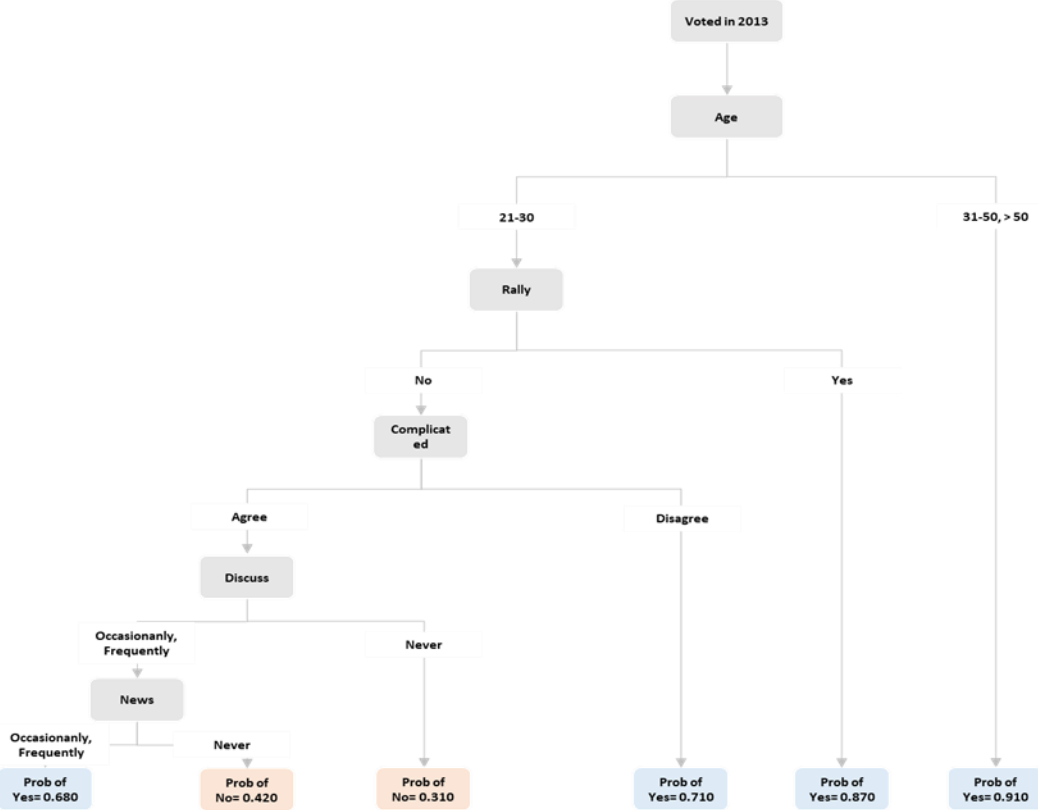 Voted in 2013
Age
21-30
31-50, > 50
Rally
No
Yes
Complicat
ed
Agree
Disagree
Discuss
Occasionanly,
Frequently
Never
News
Occasionanly,
Frequently
Never
Prob of
Yes= 0.680
Prob of
No= 0.420
Prob of
No= 0.310
Prob of
Yes= 0.710
Prob of
Yes= 0.870
Prob of
Yes= 0.910